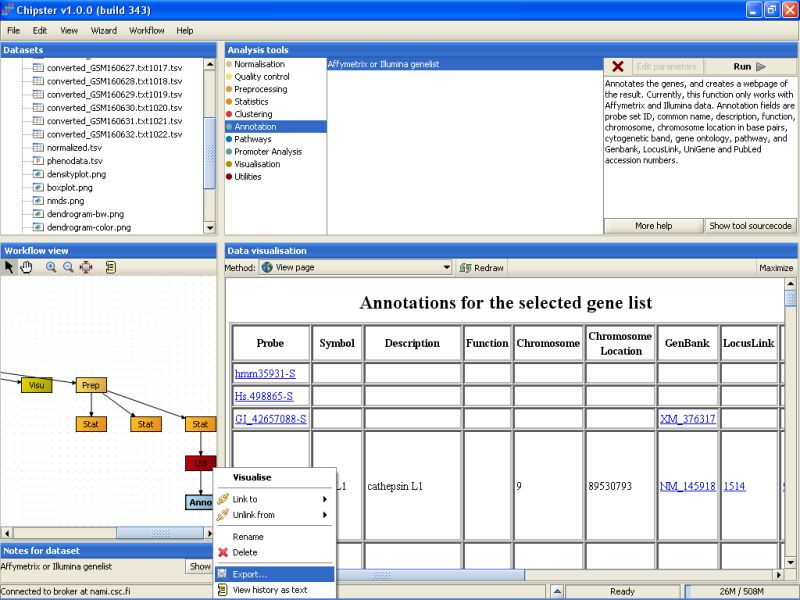 Chipster v1.0.0 (build 343)
File Edit View Wizard Workflow Help
Datasets
converted_GSM160627.txt1017.tsv
converted_GSM160628.txt1018.tsv
converted_GSM160629.txt1019.tsv
converted_GSM160630.txt1020.tsv
converted_GSM160631.txt1021.tsv
converted_GSM160632.txt1022.tsv
normalized.tsv
phenodata.tsv
densityplot.png
boxplot.png
nmds.png
dendrogram-bw.png
dendrogram-color.png
Analysis tools
Normalisation
Quality control
Preprocessing
Statistics
Clustering
Annotation
Pathways
Promoter Analysis
Visualisation
Utilities
Affymetrix or Illumina genelist
Edit parameters
Run
Annotates the genes, and creates a webpage of
the result. Currently, this function only works with
Affymetrix and Illumina data. Annotation fields are
probe set ID, common name, description, function,
chromosome, chromosome location in base pairs,
cytogenetic band, gene ontology, pathway, and
Genbank, LocusLink, UniGene and PubLed
accession numbers.
More help
Show tool sourcecode
Workflow view
Visu
Prep
Stat
Stat
Stat
Anno
Data visualisation
Method: View page
Redraw
Maximize
Annotations for the selected gene list
Probe Symbol Description Function Chromosome Chromosome Location GenBank LocusLink
hmm35931-S
Hs.498865-S
GI_42657088-S XM_376317
L1 cathepsin L1 9 89530793 NM_145918 1514
Visualise
Link to
Unlink from
Rename
Delete
Export...
View history as text
Notes for dataset
Affymetrix or Illumina genelist
Show
Connected to broker at nami.csc.fi
Ready
26M / 508M